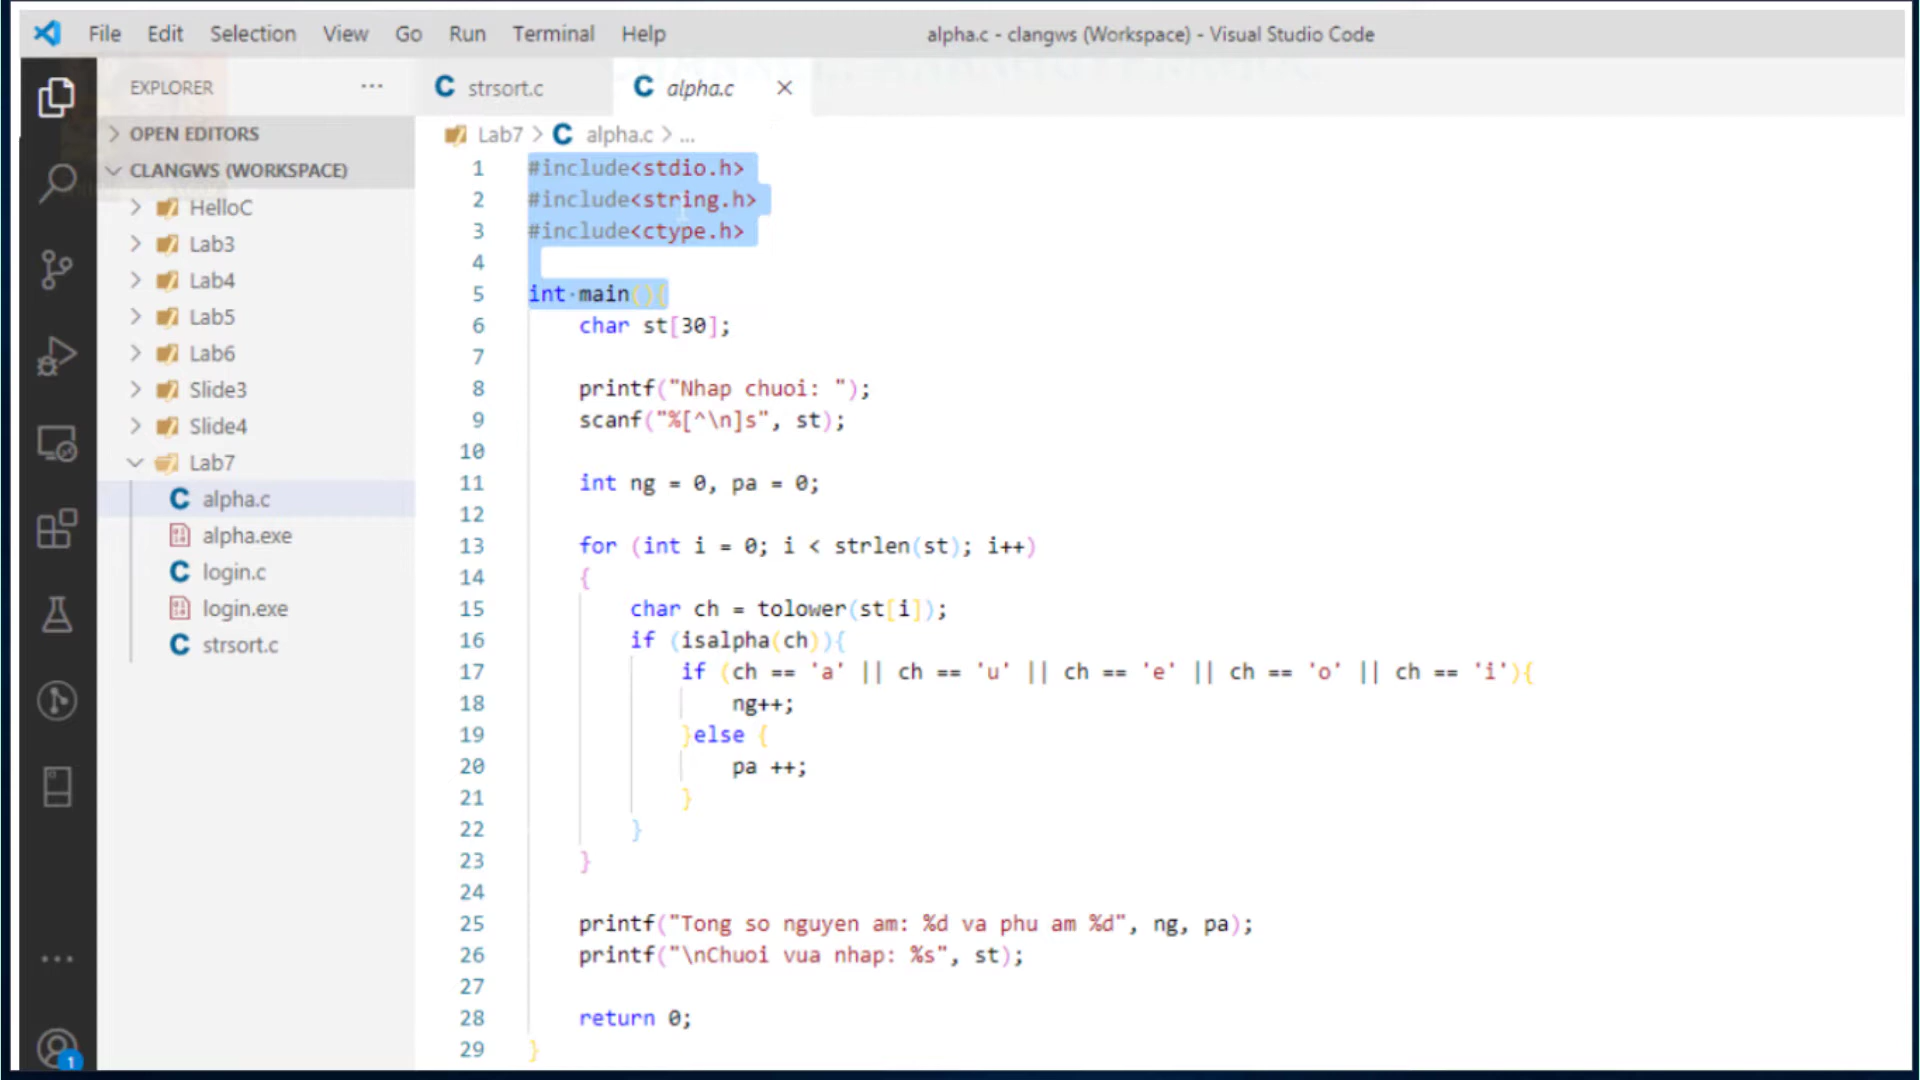 File Edit Selection View Go Run Terminal Help alpha.c - clangws (Workspace) - Visual Studio Code
EXPLORER ··· C strsort.c C alpha.c ×
OPEN EDITORS
CLANGWS (WORKSPACE)
HelloC
Lab3
Lab4
Lab5
Lab6
Slide3
Slide4
Lab7
C alpha.c
alpha.exe
C login.c
login.exe
C strsort.c
1
Lab7 > C alpha.c > ...
1 #include<stdio.h>
2 #include<string.h>
3 #include<ctype.h>
4
5 int·main(){
6 char st[30];
7
8 printf("Nhap chuoi: ");
9 scanf("%[^\n]s", st);
10
11 int ng = 0, pa = 0;
12
13 for (int i = 0; i < strlen(st); i++)
14 {
15 char ch = tolower(st[i]);
16 if (isalpha(ch)){
17 if (ch == 'a' || ch == 'u' || ch == 'e' || ch == 'o' || ch == 'i'){
18 ng++;
19 }else {
20 pa ++;
21 }
22 }
23 }
24
25 printf("Tong so nguyen am: %d va phu am %d", ng, pa);
26 printf("\nChuoi vua nhap: %s", st);
27
28 return 0;
29 }